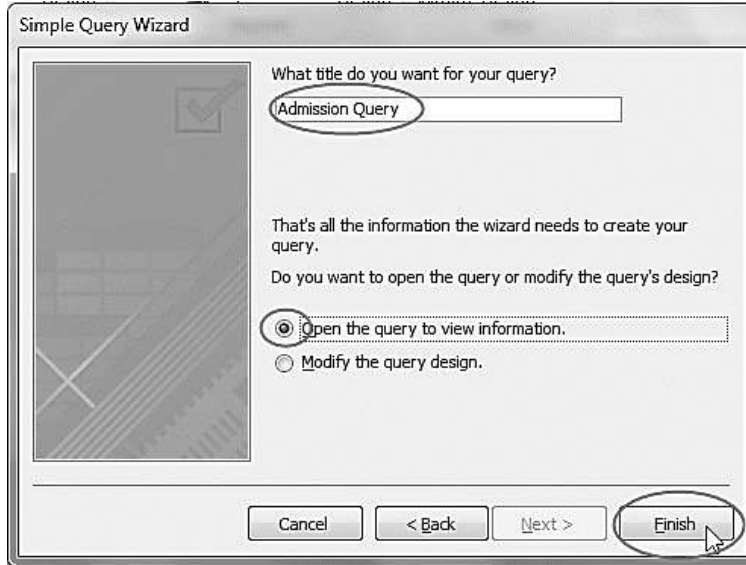 Simple Query Wizard
What title do you want for your query?
Admission Query
That's all the information the wizard needs to create your
query.
Do you want to open the query or modify the query's design?
Open the query to view information.
Modify the query design.
Cancel
< Back
Next >
Finish